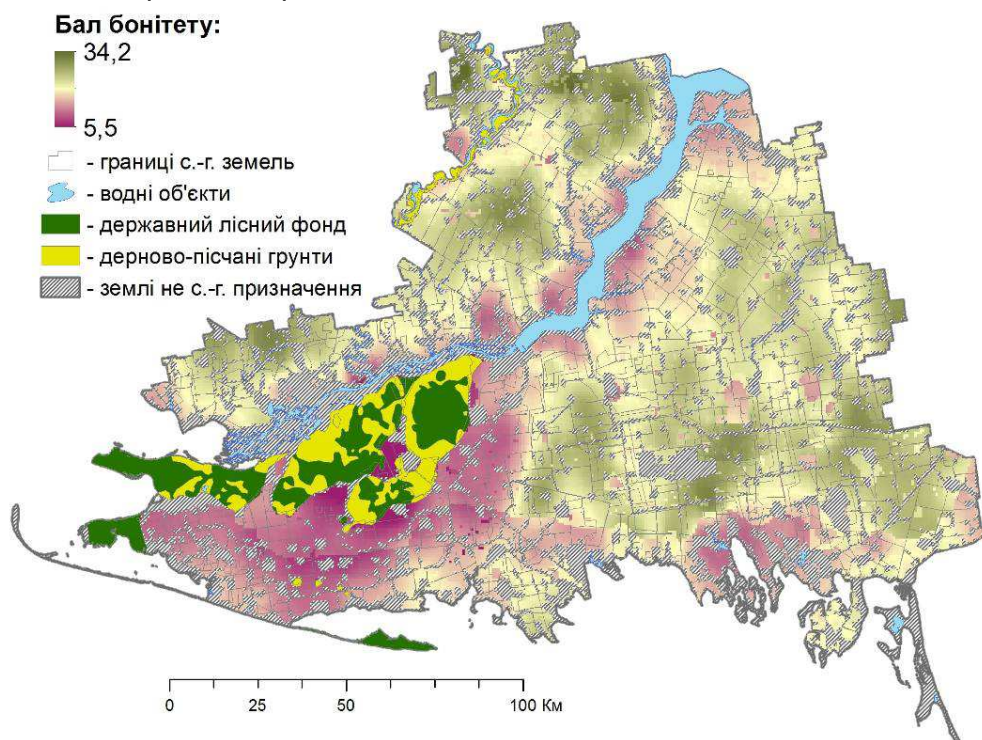 Бал бонітету:
34,2
5,5
- границі с.-г. земель
- водні об'єкти
- державний лісний фонд
- дерново-пісчані грунти
- землі не с.-г. призначення
0 25 50 100 Км